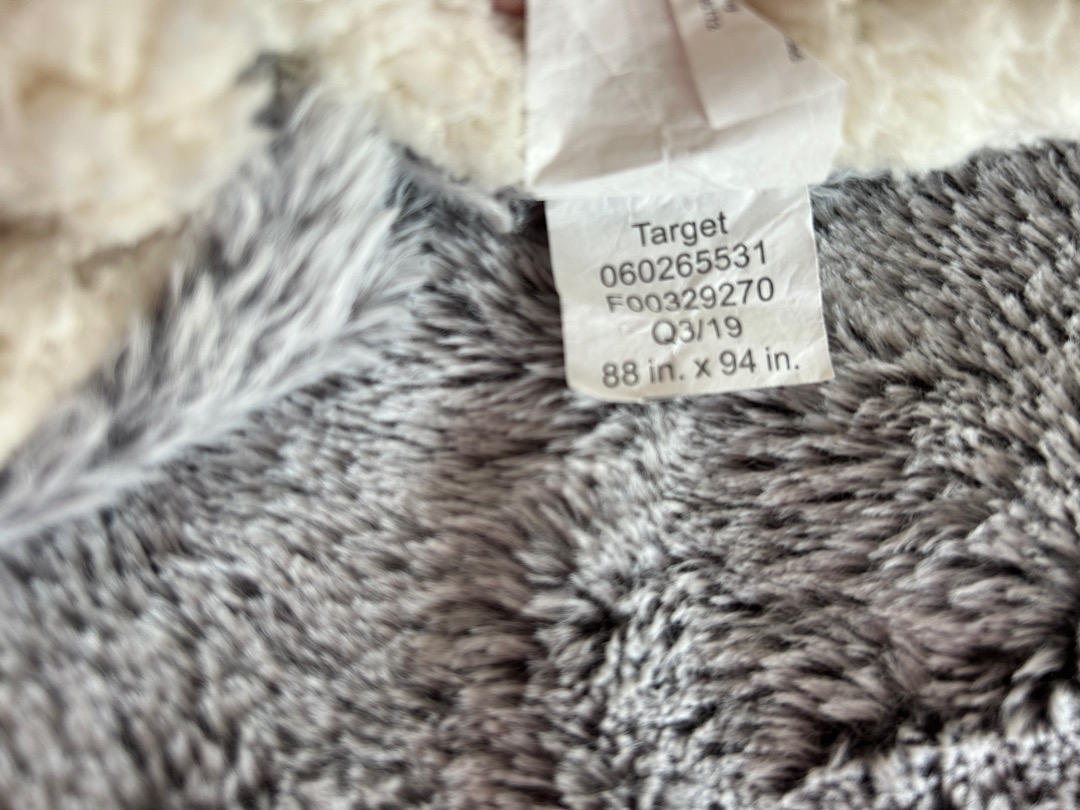 Target
060265531
F00329270
Q3/19
88 in. x 94 in.